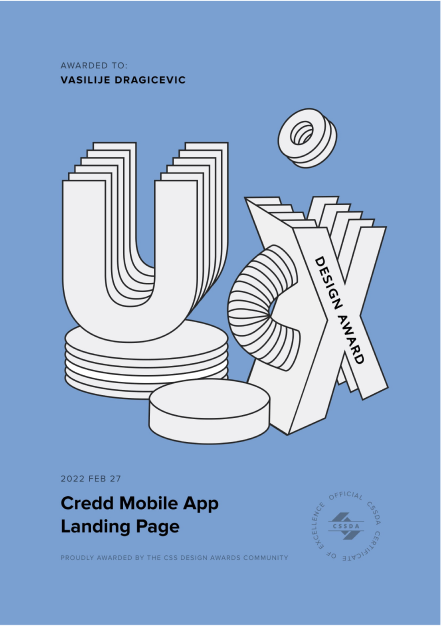 AWARDED TO:
VASILIJE DRAGICEVIC
UX
DESIGN AWARD
2022 FEB 27
Credd Mobile App
Landing Page
PROUDLY AWARDED BY THE CSS DESIGN AWARDS COMMUNITY
OFFICIAL CSSDA CERTIFICATE OF EXCELLENCE
CSSDA